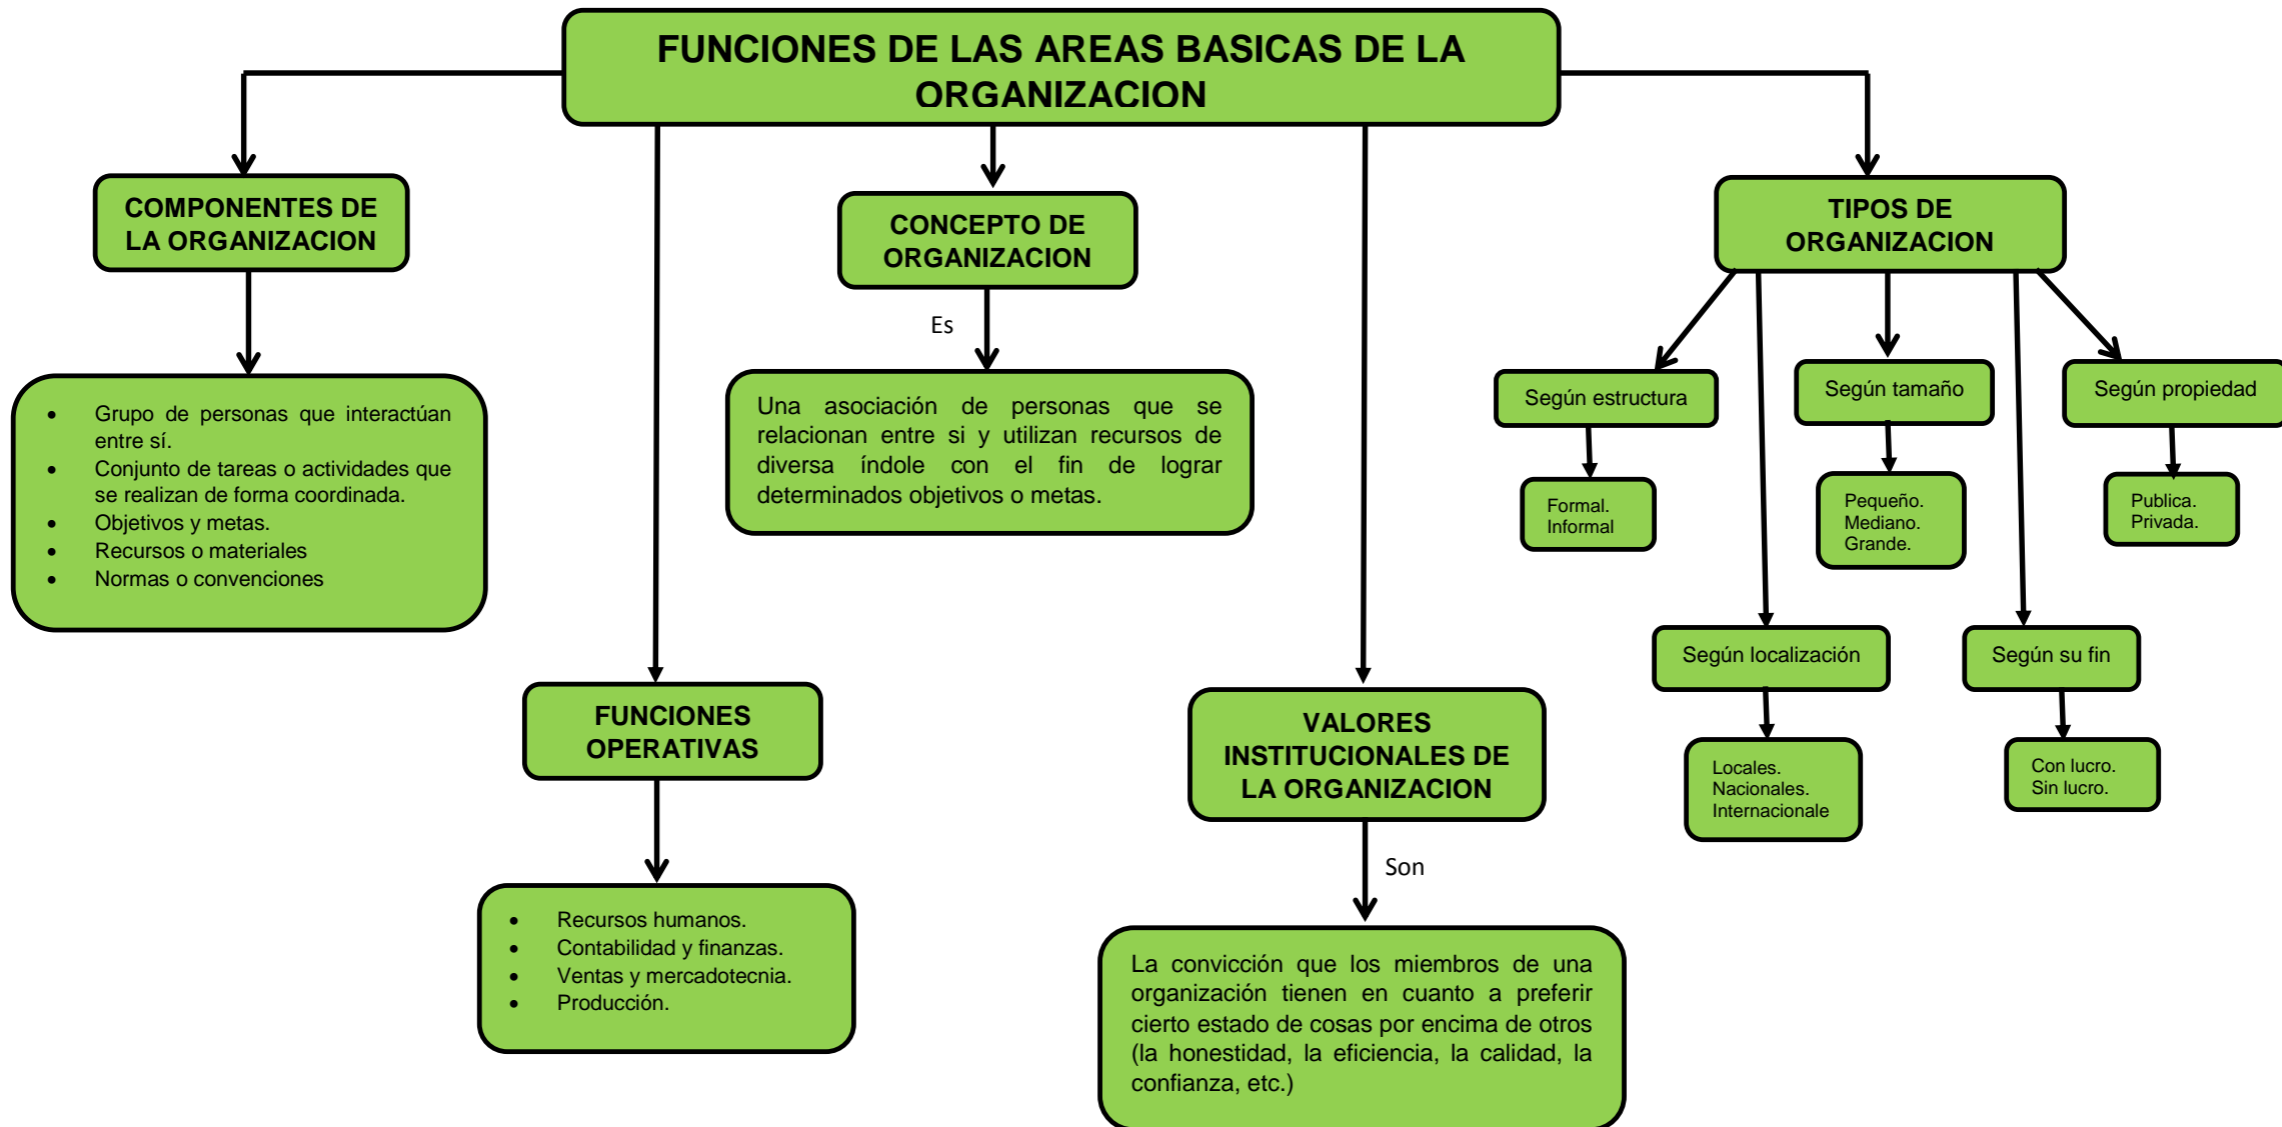 FUNCIONES DE LAS AREAS BASICAS DE LA
ORGANIZACION
COMPONENTES DE
LA ORGANIZACION
• Grupo de personas que interactúan
entre sí.
• Conjunto de tareas o actividades que
se realizan de forma coordinada.
• Objetivos y metas.
• Recursos o materiales
• Normas o convenciones
FUNCIONES
OPERATIVAS
• Recursos humanos.
• Contabilidad y finanzas.
• Ventas y mercadotecnia.
• Producción.
CONCEPTO DE
ORGANIZACION
Es
Una asociación de personas que se
relacionan entre si y utilizan recursos de
diversa índole con el fin de lograr
determinados objetivos o metas.
VALORES
INSTITUCIONALES DE
LA ORGANIZACION
Son
La convicción que los miembros de una
organización tienen en cuanto a preferir
cierto estado de cosas por encima de otros
(la honestidad, la eficiencia, la calidad, la
confianza, etc.)
TIPOS DE
ORGANIZACION
Según estructura
Formal.
Informal
Según tamaño
Pequeño.
Mediano.
Grande.
Según propiedad
Publica.
Privada.
Según localización
Locales.
Nacionales.
Internacionale
Según su fin
Con lucro.
Sin lucro.